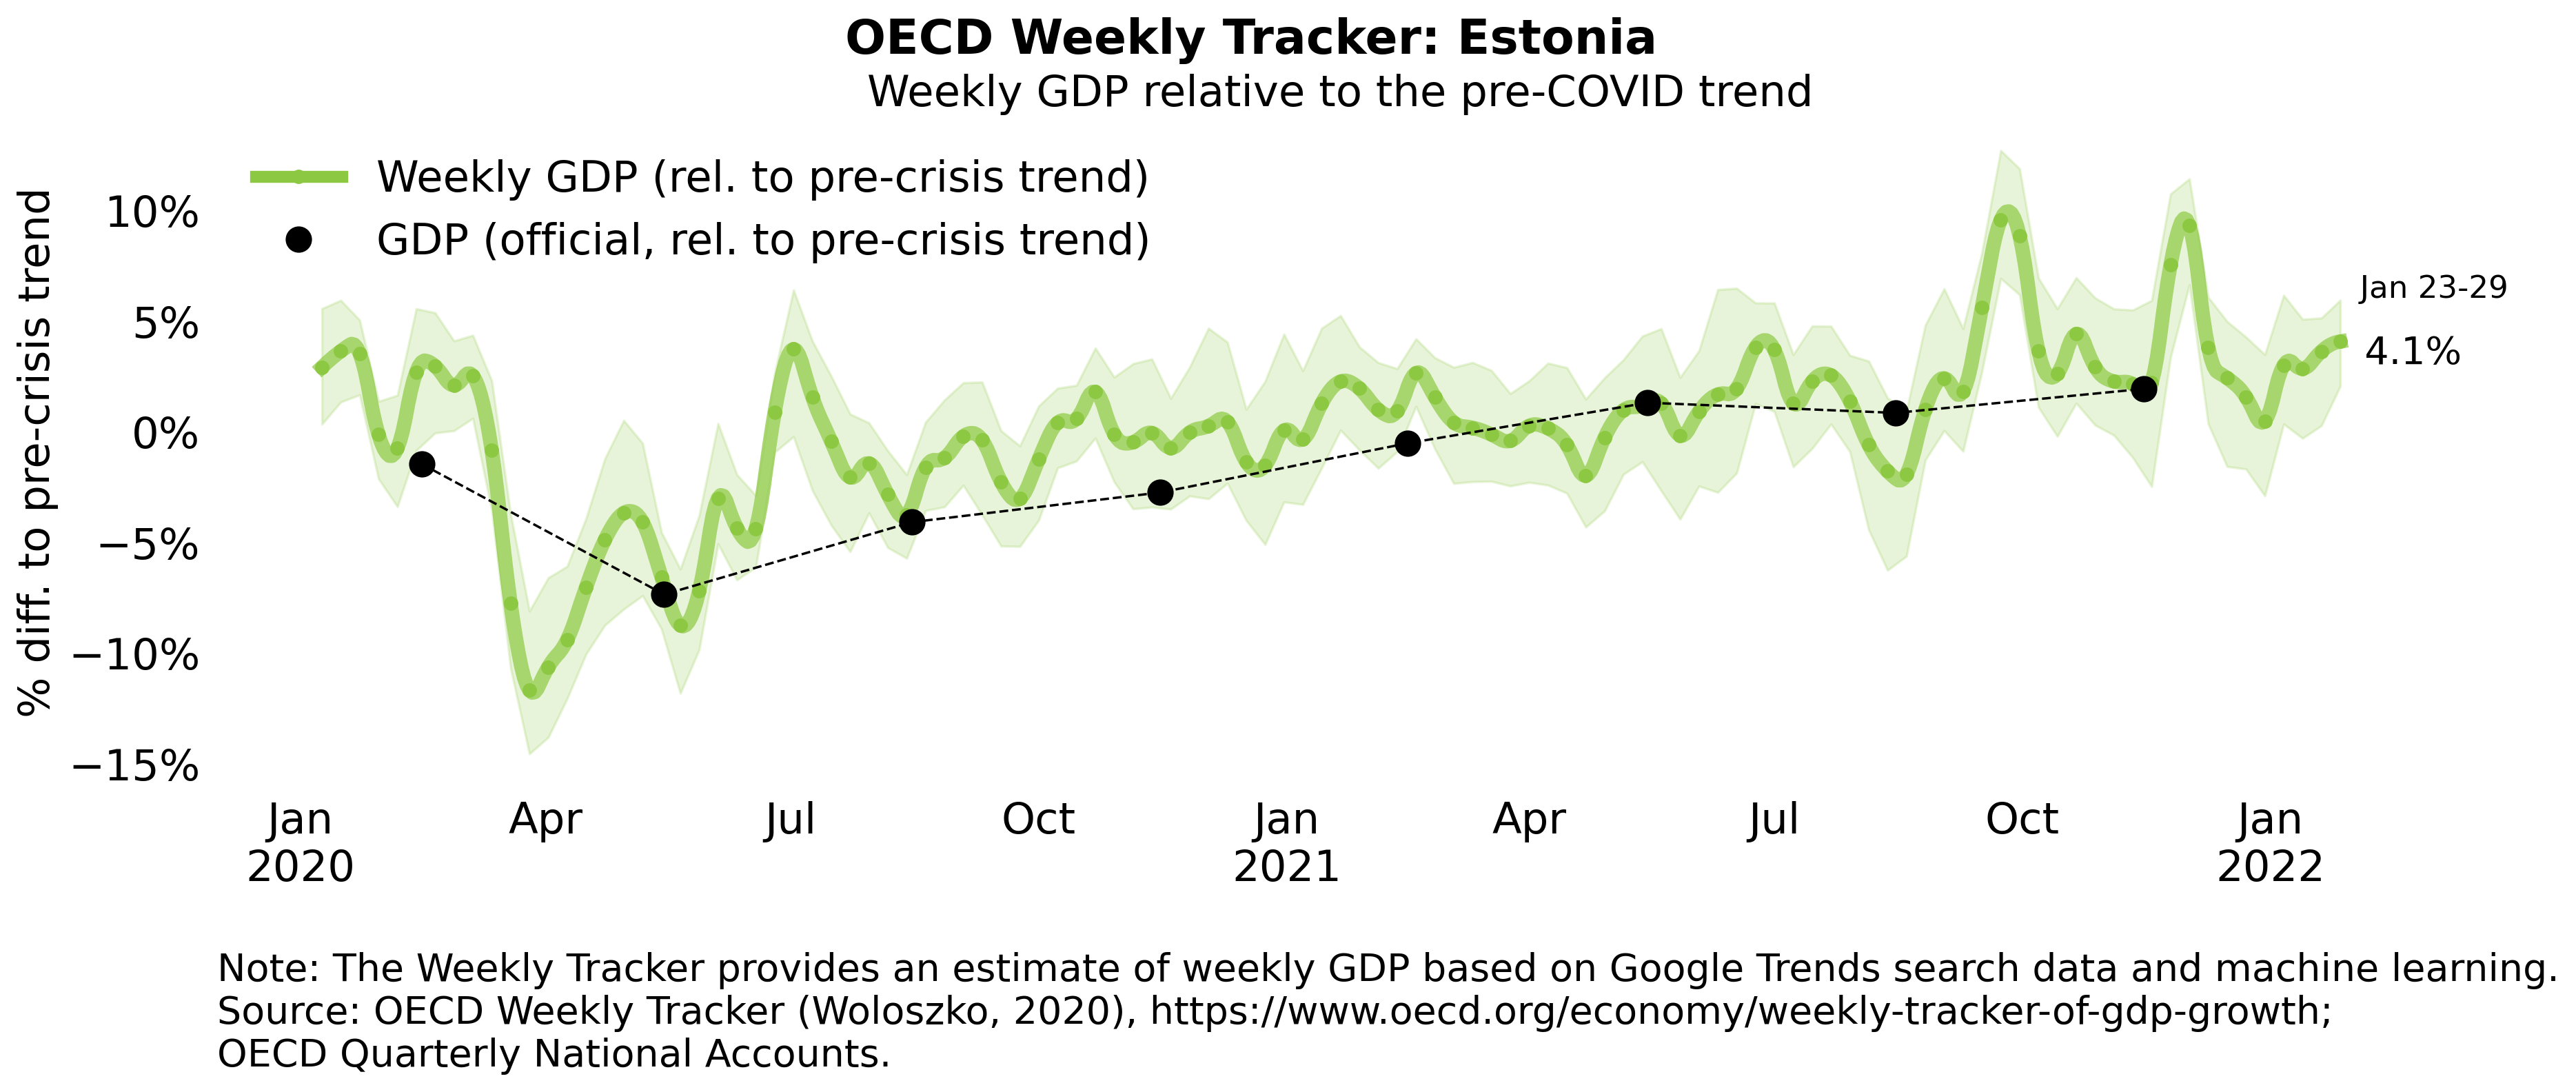 OECD Weekly Tracker: Estonia
Weekly GDP relative to the pre-COVID trend
Weekly GDP (rel. to pre-crisis trend)
GDP (official, rel. to pre-crisis trend)
% diff. to pre-crisis trend
10%
5%
0%
−5%
−10%
−15%
Jan 23-29
4.1%
Jan Apr Jul Oct Jan Apr Jul Oct Jan
2020 2021 2022
Note: The Weekly Tracker provides an estimate of weekly GDP based on Google Trends search data and machine learning.
Source: OECD Weekly Tracker (Woloszko, 2020), https://www.oecd.org/economy/weekly-tracker-of-gdp-growth;
OECD Quarterly National Accounts.